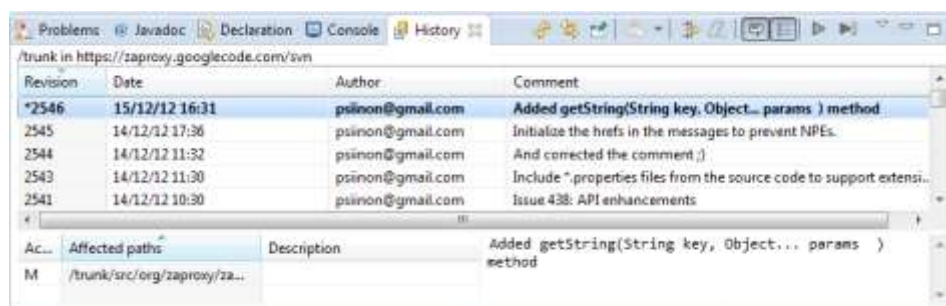 Problems @ Javadoc Declaration Console History
/trunk in https://zaproxy.googlecode.com/svn
Revision Date Author Comment
*2546 15/12/12 16:31 psiinon@gmail.com Added getString(String key, Object... params ) method
2545 14/12/12 17:36 psiinon@gmail.com Initialize the hrefs in the messages to prevent NPEs.
2544 14/12/12 11:32 psiinon@gmail.com And corrected the comment ;)
2543 14/12/12 11:30 psiinon@gmail.com Include *.properties files from the source code to support extensi...
2541 14/12/12 10:30 psiinon@gmail.com Issue 438: API enhancements
Ac... Affected paths Description
M /trunk/src/org/zaproxy/za...
Added getString(String key, Object... params )
method